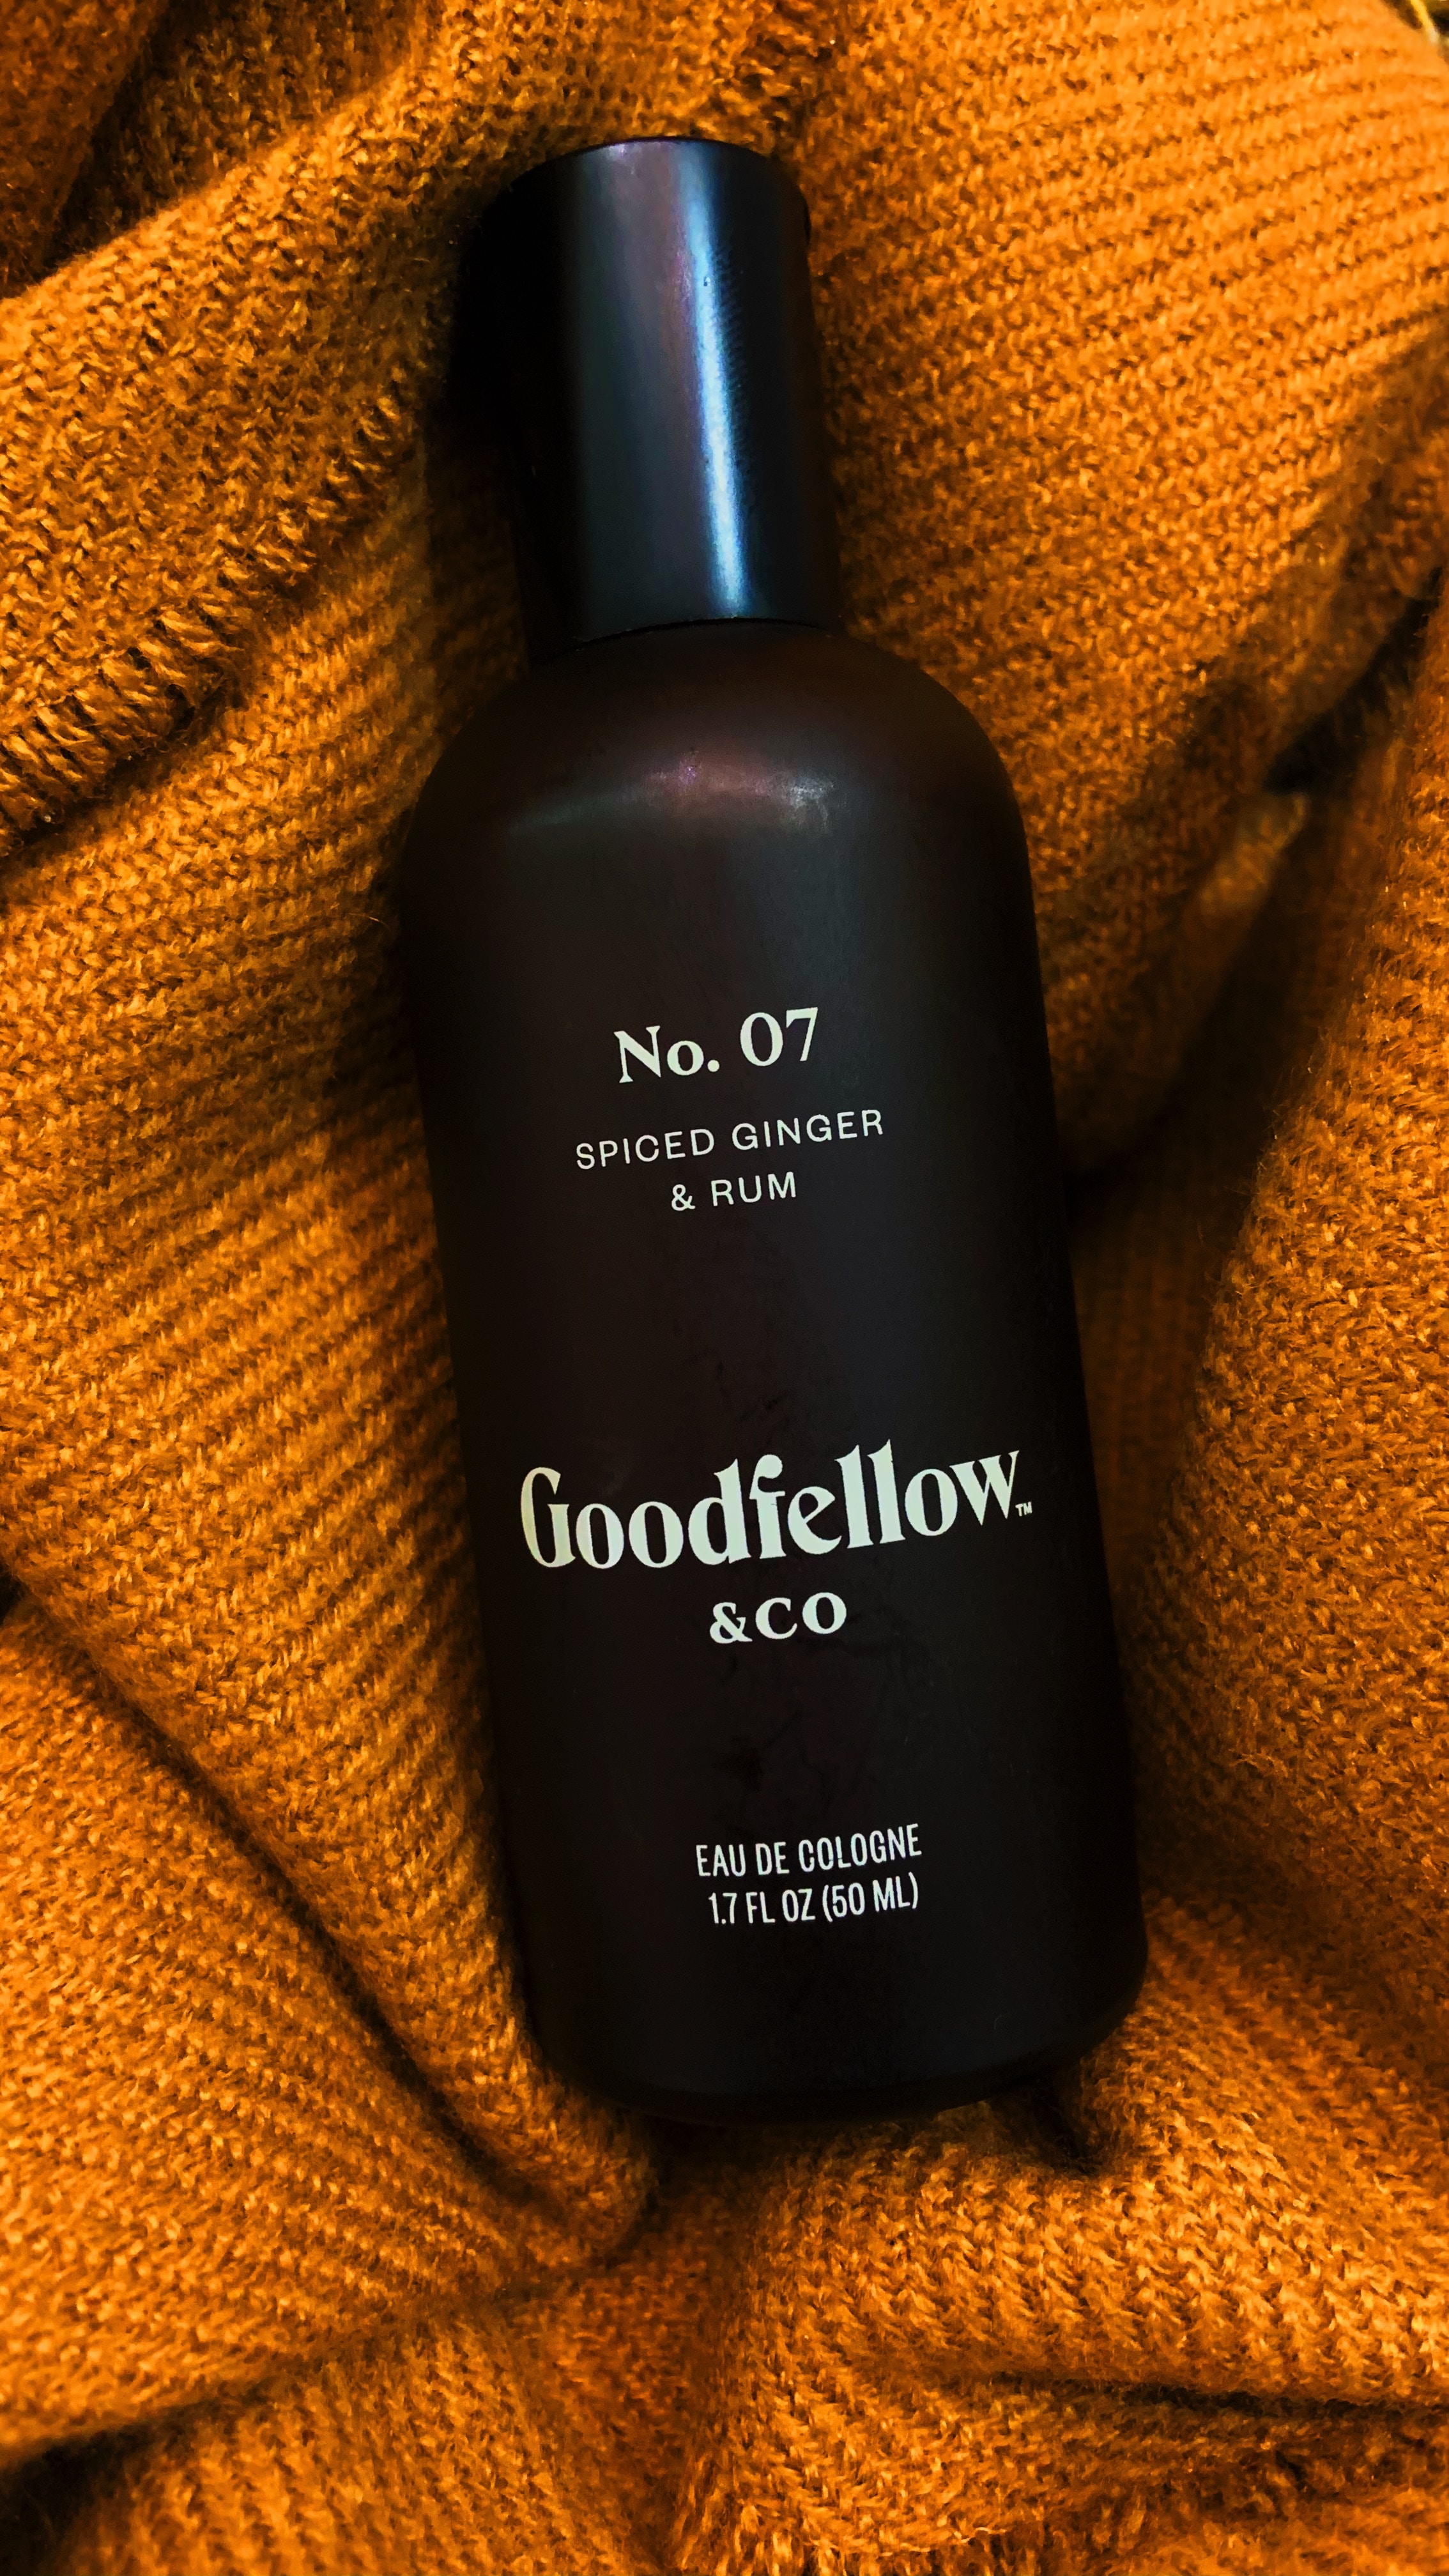 No. 07
SPICED GINGER
& RUM
Goodfellow™
&CO
EAU DE COLOGNE
1.7 FL OZ (50 ML)